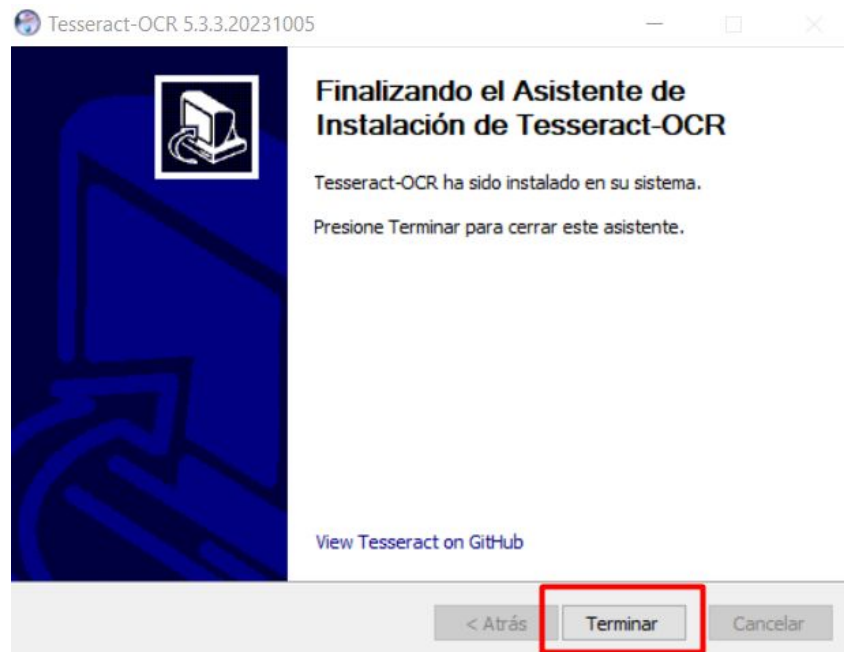 Tesseract-OCR 5.3.3.20231005
Finalizando el Asistente de
Instalación de Tesseract-OCR
Tesseract-OCR ha sido instalado en su sistema.
Presione Terminar para cerrar este asistente.
View Tesseract on GitHub
< Atrás Terminar Cancelar